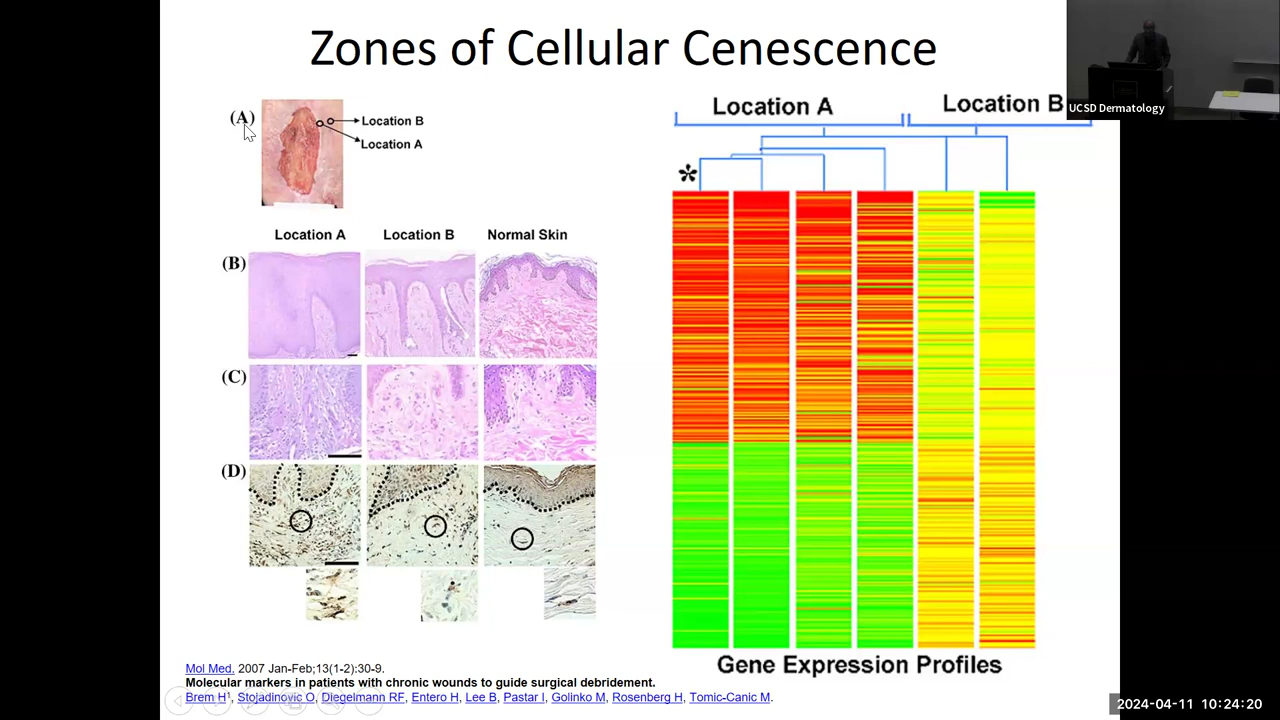 Zones of Cellular Cenescence
UCSD Dermatology
(A)
Location B
Location A
Location A
Location B
Normal Skin
(B)
(C)
(D)
Location A
Location B
*
Gene Expression Profiles
Mol Med. 2007 Jan-Feb;13(1-2):30-9.
Molecular markers in patients with chronic wounds to guide surgical debridement.
Brem H1, Stojadinovic O, Diegelmann RF, Entero H, Lee B, Pastar I, Golinko M, Rosenberg H, Tomic-Canic M.
2024-04-11 10:24:20